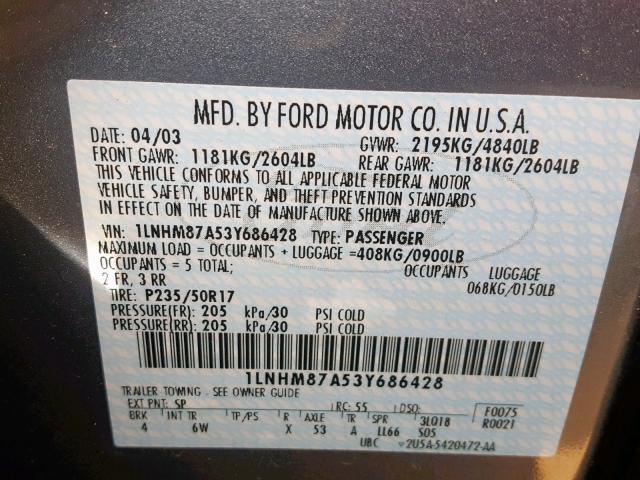 MFD. BY FORD MOTOR CO. IN U.S.A.
DATE: 04/03 GVWR: 2195KG/4840LB
FRONT GAWR: 1181KG/2604LB REAR GAWR: 1181KG/2604LB
THIS VEHICLE CONFORMS TO ALL APPLICABLE FEDERAL MOTOR
VEHICLE SAFETY, BUMPER, AND THEFT PREVENTION STANDARDS
IN EFFECT ON THE DATE OF MANUFACTURE SHOWN ABOVE.
VIN: 1LNHM87A53Y686428 TYPE: PASSENGER
MAXIMUM LOAD = OCCUPANTS + LUGGAGE = 408KG/0900LB
OCCUPANTS = 5 TOTAL; OCCUPANTS LUGGAGE
2 FR, 3 RR 068KG/0150LB
TIRE: P235/50R17
PRESSURE(FR): 205 kPa/30 PSI COLD
PRESSURE(RR): 205 kPa/30 PSI COLD
1LNHM87A53Y686428
TRAILER TOWING - SEE OWNER GUIDE
EXT PNT: SP RC: 55 DSO: F0075
BRK INT TR TP/PS R AXLE TR SPR 3L018 R0021
4 6W X 53 A LL66 S05
UBC 2U5A-5420472-AA